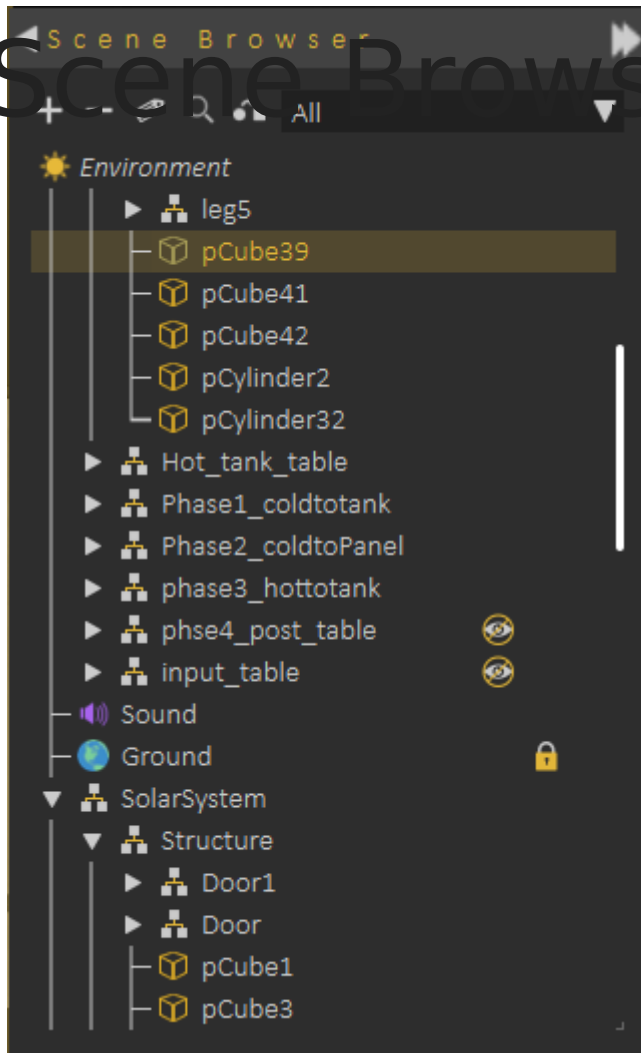 Scene Browser
Scene Brows
All
Environment
leg5
pCube39
pCube41
pCube42
pCylinder2
pCylinder32
Hot_tank_table
Phase1_coldtotank
Phase2_coldtoPanel
phase3_hottotank
phse4_post_table
input_table
Sound
Ground
SolarSystem
Structure
Door1
Door
pCube1
pCube3